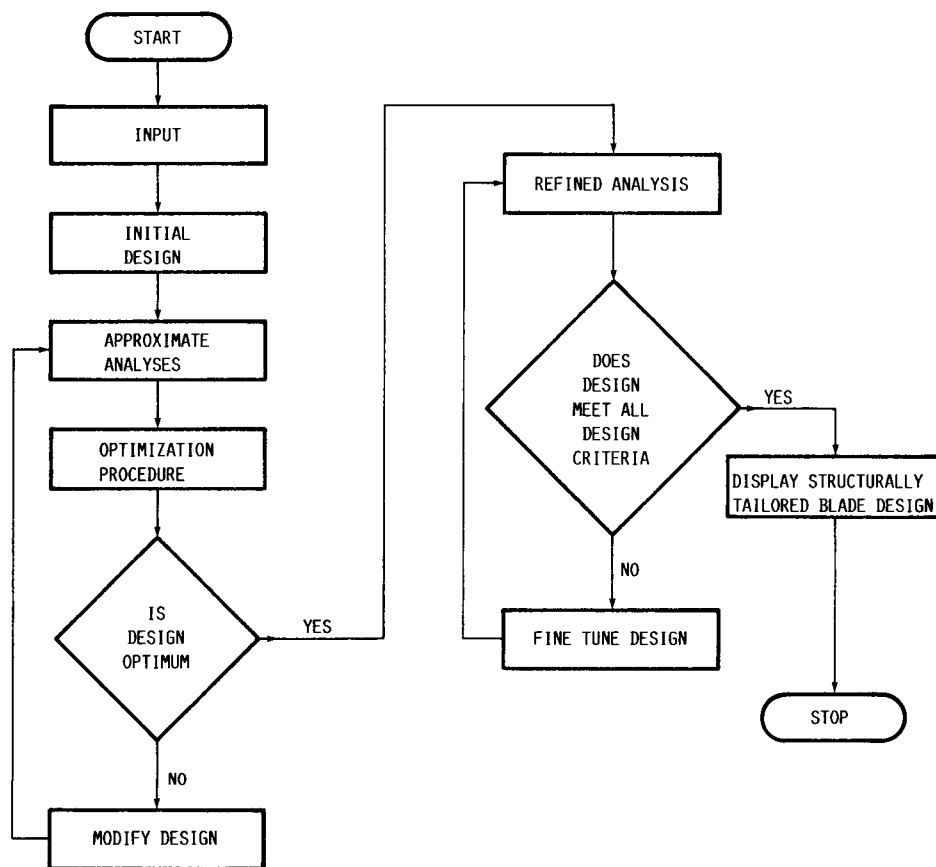 START
INPUT
INITIAL
DESIGN
APPROXIMATE
ANALYSES
OPTIMIZATION
PROCEDURE
IS
DESIGN
OPTIMUM
YES
NO
MODIFY DESIGN
REFINED ANALYSIS
DOES
DESIGN
MEET ALL
DESIGN
CRITERIA
YES
NO
FINE TUNE DESIGN
DISPLAY STRUCTURALLY
TAILORED BLADE DESIGN
STOP